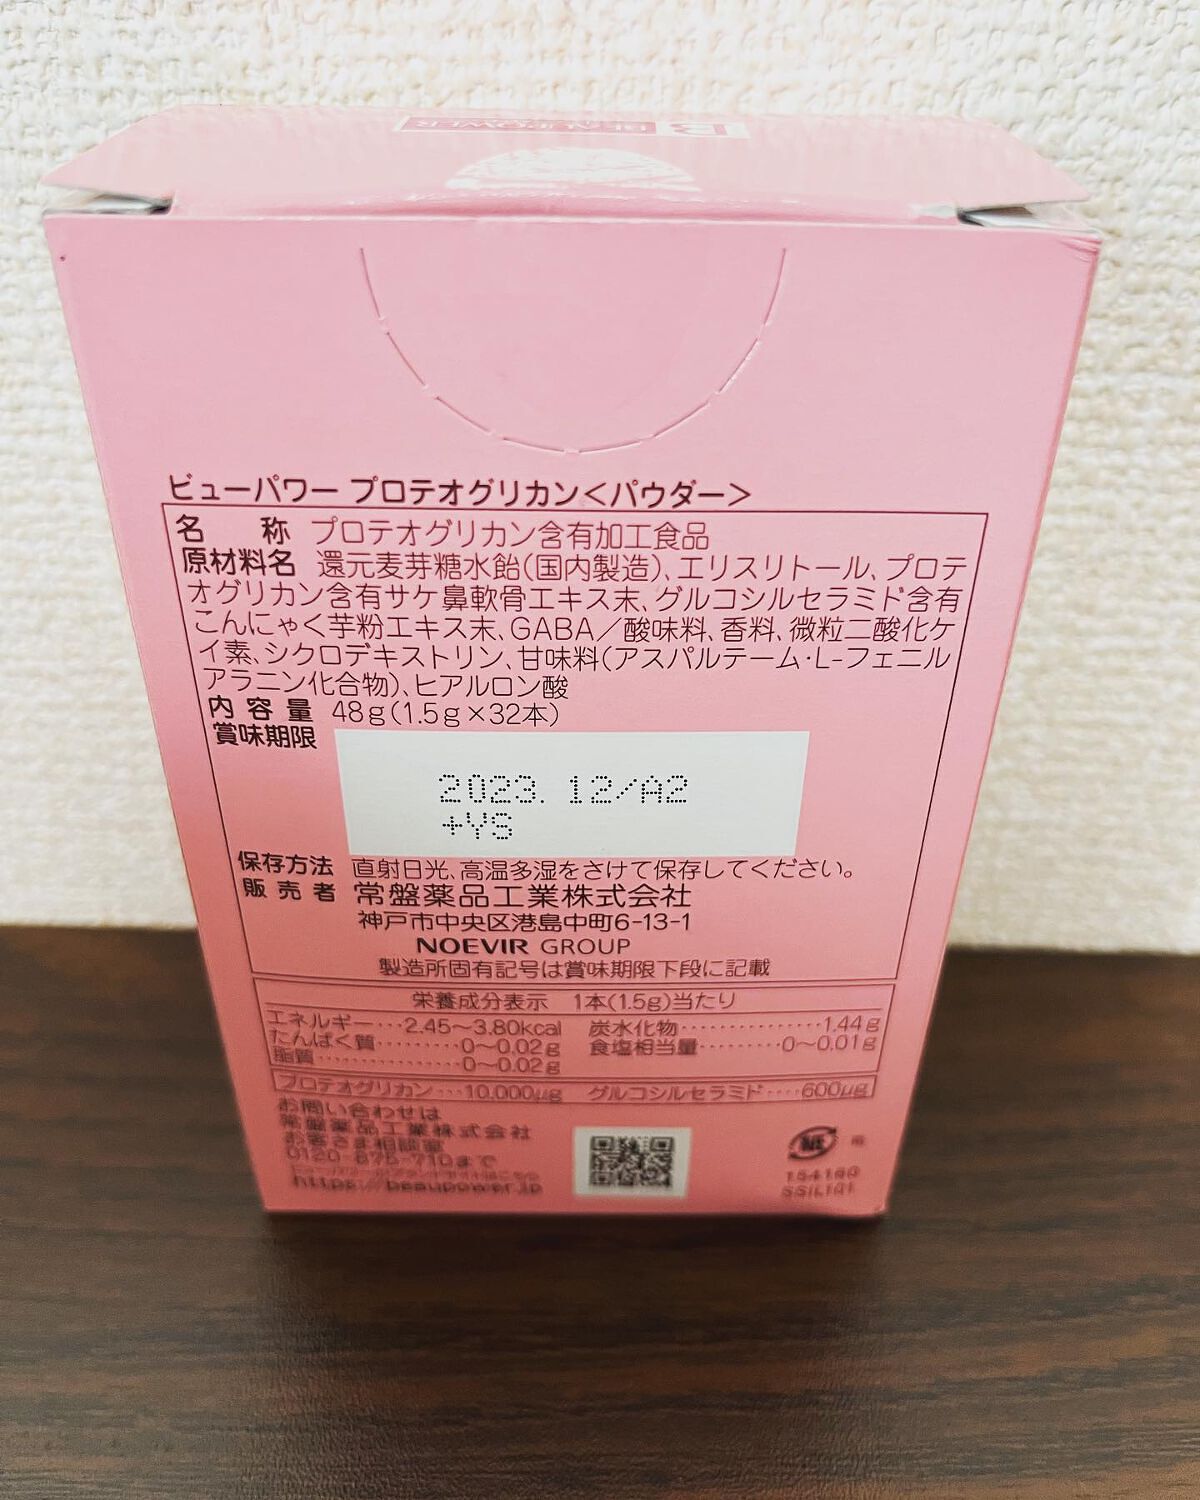 BEAUPOWER
ビューパワー プロテオグリカン<パウダー>
名 称 プロテオグリカン含有加工食品
原材料名 還元麦芽糖水飴(国内製造)、エリスリトール、プロテ
オグリカン含有サケ鼻軟骨エキス末、グルコシルセラミド含有
こんにゃく芋粉エキス末、GABA/酸味料、香料、微粒二酸化ケ
イ素、シクロデキストリン、甘味料(アスパルテーム・L-フェニル
アラニン化合物)、ヒアルロン酸
内容量 48g(1.5g×32本)
賞味期限
2023.12/A2
+YS
保存方法 直射日光、高温多湿をさけて保存してください。
販売者 常盤薬品工業株式会社
神戸市中央区港島中町6-13-1
NOEVIR GROUP
製造所固有記号は賞味期限下段に記載
栄養成分表示 1本(1.5g)当たり
エネルギー…2.45〜3.80kcal 炭水化物……………1.44g
たんぱく質………0〜0.02g 食塩相当量………0〜0.01g
脂質……………0〜0.02g
プロテオグリカン…10,000μg グルコシルセラミド…600μg
お問い合わせは
常盤薬品工業株式会社
お客さま相談室
0120-875-710まで
https://beaupower.jp
154160
SSIL101